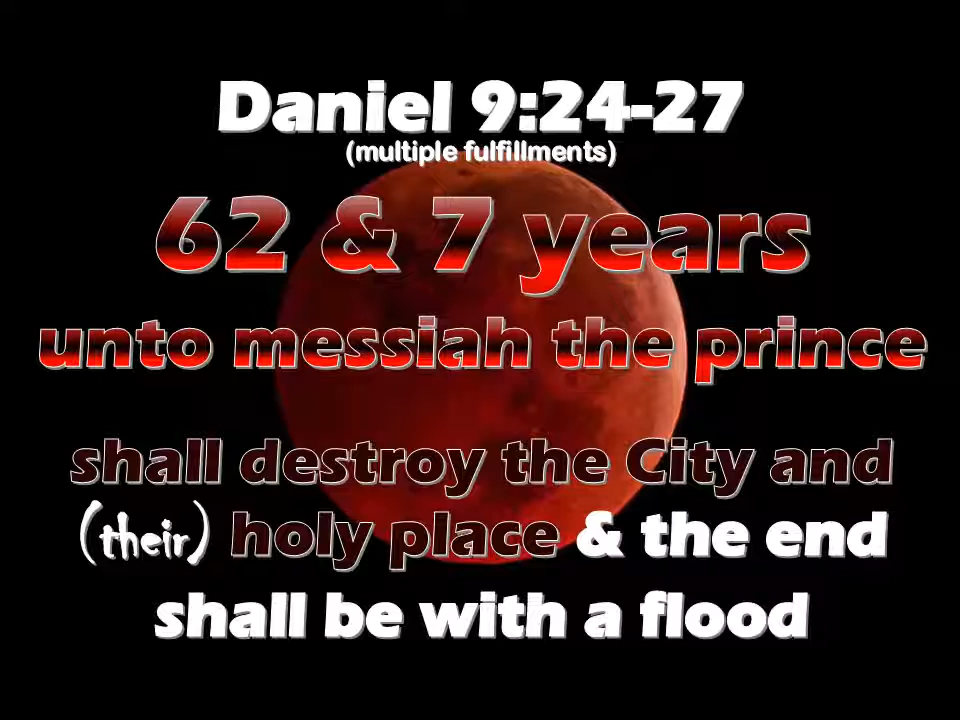 Daniel 9:24-27
(multiple fulfillments)
62 & 7 years
unto messiah the prince
shall destroy the City and
(their) holy place & the end
shall be with a flood